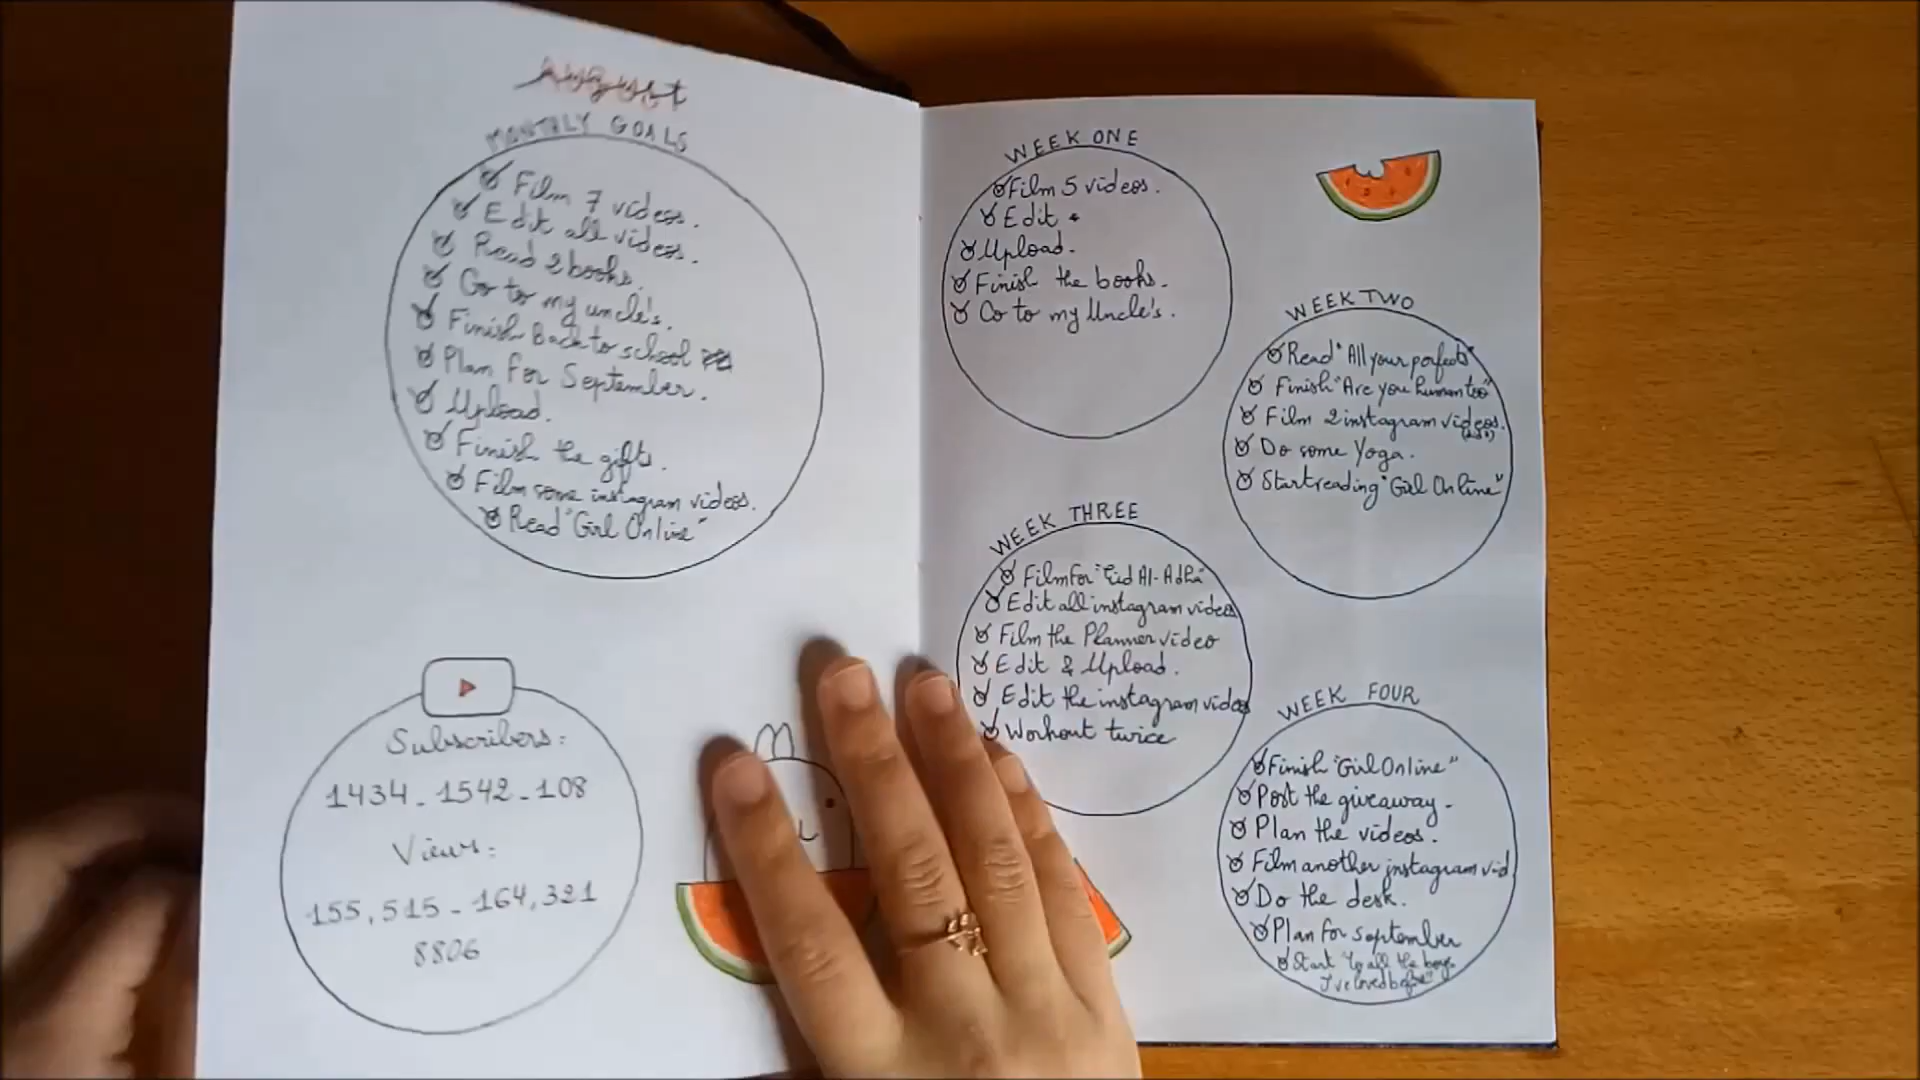 August
MONTHLY GOALS
Film 7 videos.
Edit all videos.
Read 2 books.
Go to my uncle's.
Finish Back to school
Plan For September.
Upload.
Finish the gifts.
Film some instagram videos.
Read "Girl Online"
Subscribers:
1434 - 1542 - 108
Views:
155,515 - 164,321
8806
WEEK ONE
Film 5 videos.
Edit
Upload.
Finish the books.
Go to my Uncle's.
WEEK TWO
Read "All your perfects"
Finish "Are you human too"
Film 2 instagram videos.
Do some Yoga.
Start reading "Girl Online"
WEEK THREE
Film For "Eid Al-Adha"
Edit all instagram videos
Film the Planner video
Edit & Upload.
Edit the instagram videos
Workout twice
WEEK FOUR
Finish "Girl Online"
Post the giveaway.
Plan the videos.
Film another instagram vid
Do the desk.
Plan For september
Start "To all the boys
I've loved before"